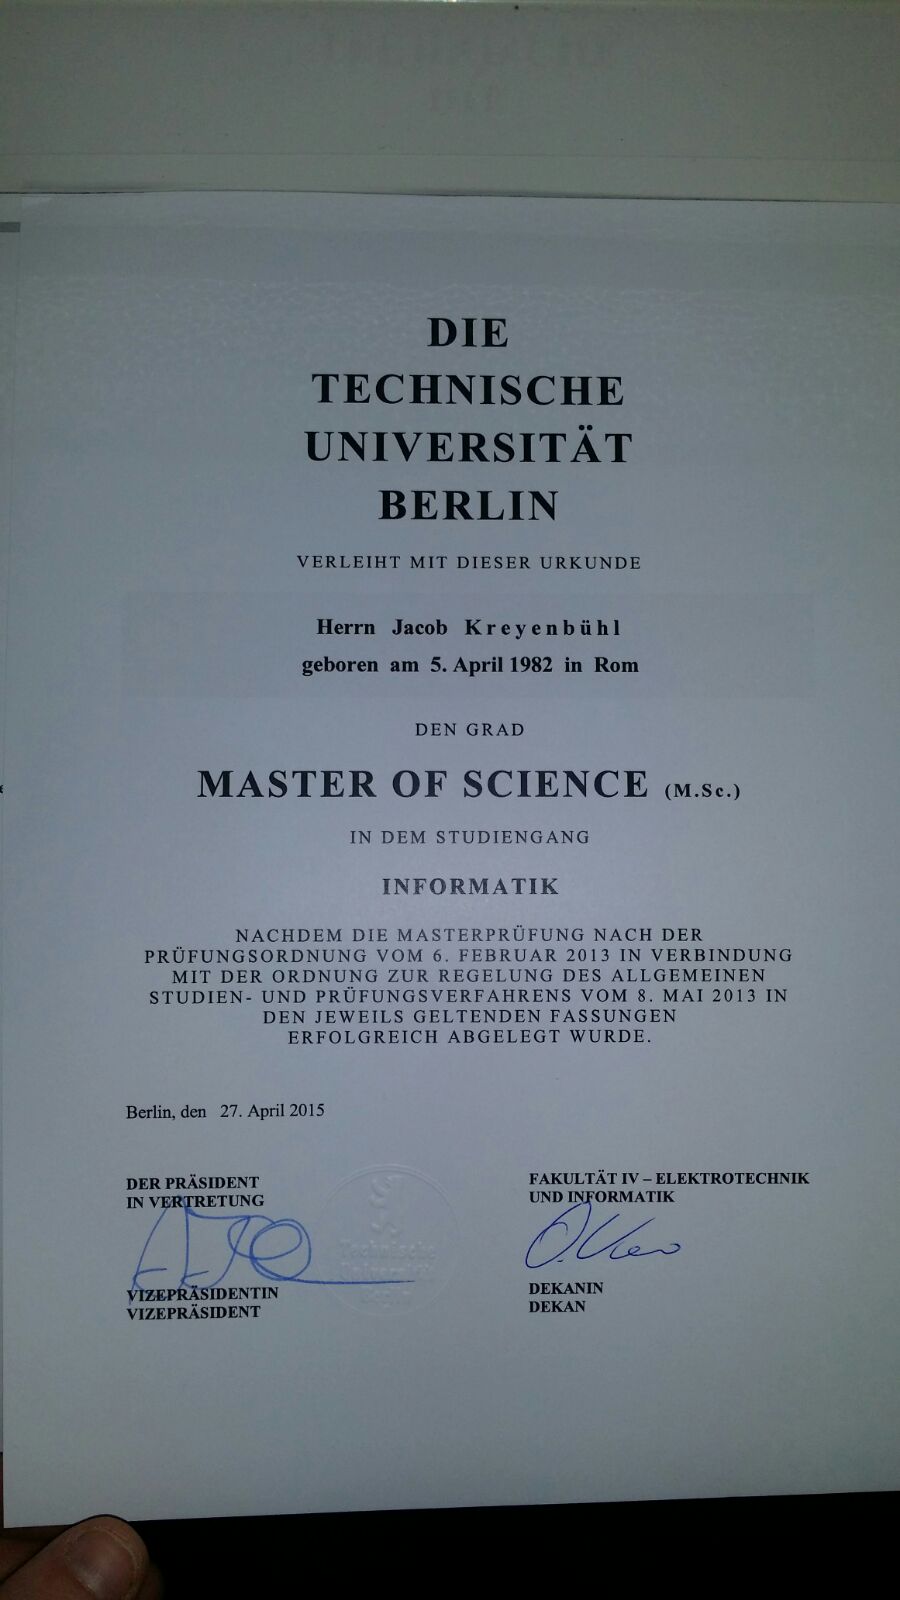 DIE
TECHNISCHE
UNIVERSITÄT
BERLIN
VERLEIHT MIT DIESER URKUNDE
Herrn Jacob Kreyenbühl
geboren am 5. April 1982 in Rom
DEN GRAD
MASTER OF SCIENCE (M.Sc.)
IN DEM STUDIENGANG
INFORMATIK
NACHDEM DIE MASTERPRÜFUNG NACH DER
PRÜFUNGSORDNUNG VOM 6. FEBRUAR 2013 IN VERBINDUNG
MIT DER ORDNUNG ZUR REGELUNG DES ALLGEMEINEN
STUDIEN- UND PRÜFUNGSVERFAHRENS VOM 8. MAI 2013 IN
DEN JEWEILS GELTENDEN FASSUNGEN
ERFOLGREICH ABGELEGT WURDE.
Berlin, den 27. April 2015
DER PRÄSIDENT
IN VERTRETUNG
VIZEPRÄSIDENTIN
VIZEPRÄSIDENT
Technische
Universität
FAKULTÄT IV – ELEKTROTECHNIK
UND INFORMATIK
DEKANIN
DEKAN